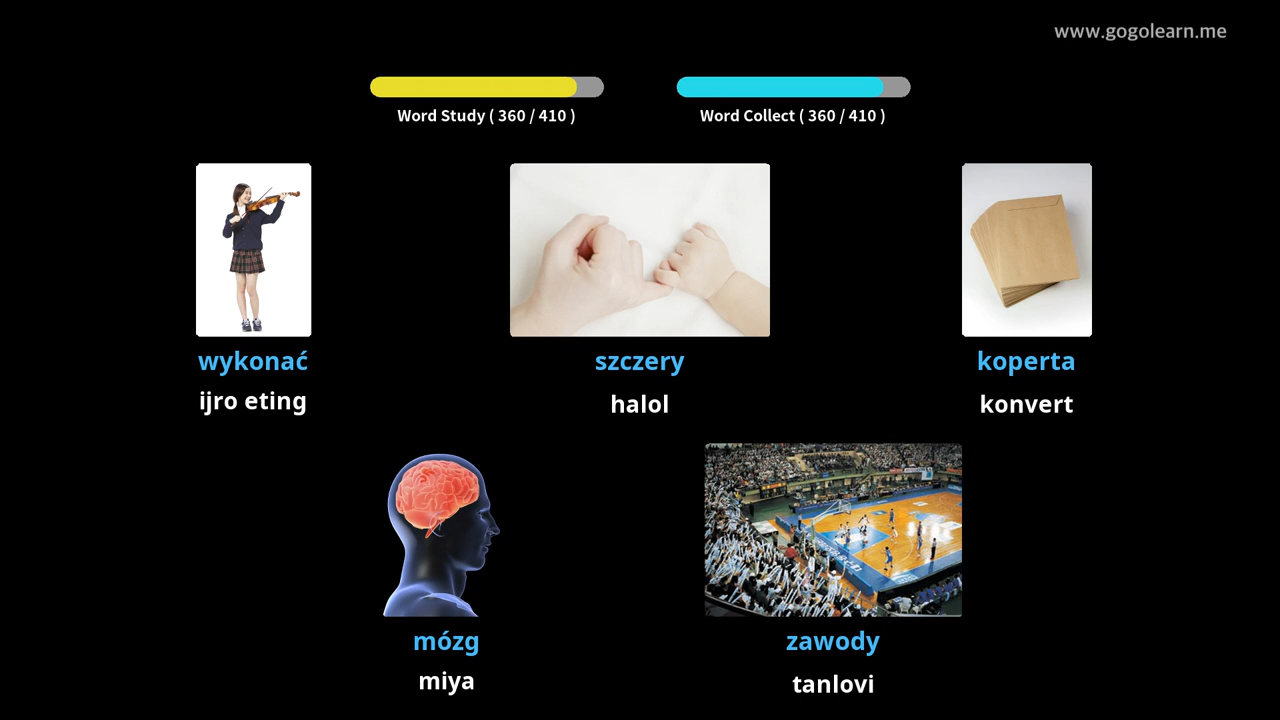 www.gogolearn.me
Word Study ( 360 / 410 )
Word Collect ( 360 / 410 )
wykonać
ijro eting
szczery
halol
koperta
konvert
mózg
miya
zawody
tanlovi